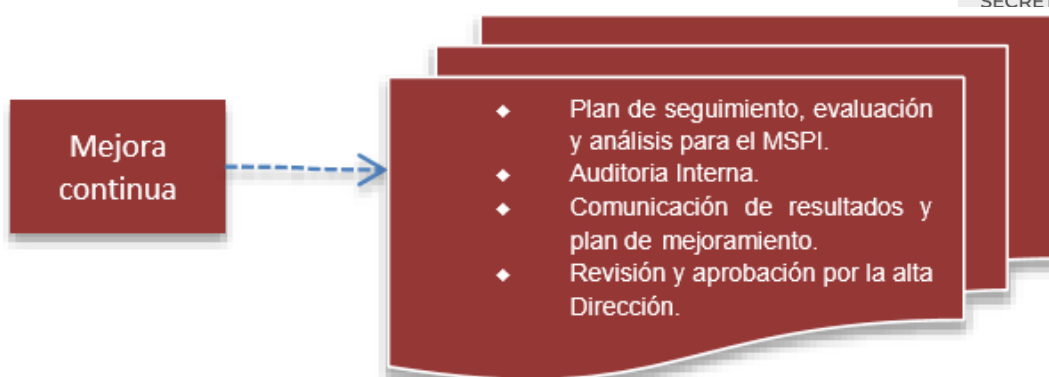 Mejora
continua
◆ Plan de seguimiento, evaluación
y análisis para el MSPI.
◆ Auditoria Interna.
◆ Comunicación de resultados y
plan de mejoramiento.
◆ Revisión y aprobación por la alta
Dirección.